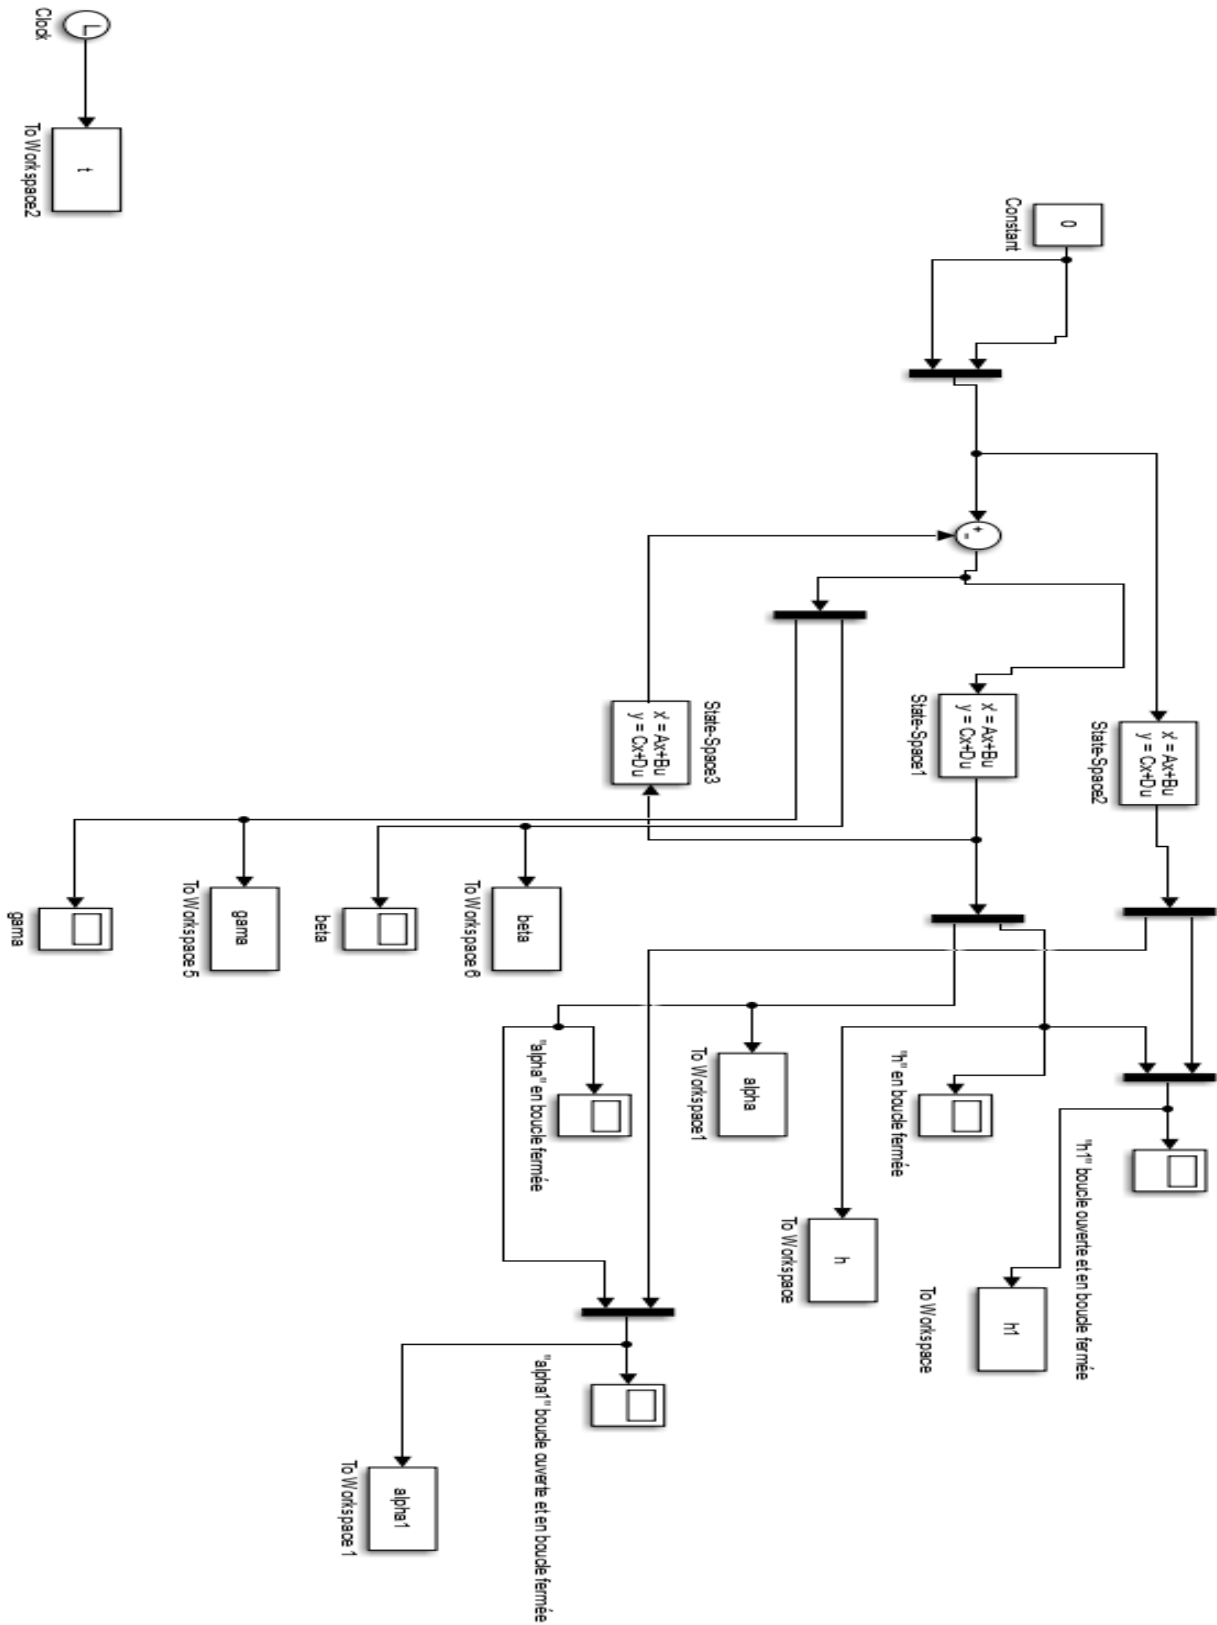 x' = Ax+Bu
y = Cx+Du
State-Space2
"h1" boucle ouverte et en boucle fermée
0
Constant
h1
To Workspace
+
-
x' = Ax+Bu
y = Cx+Du
State-Space1
"h" en boucle fermée
h
To Workspace
alpha
To Workspace1
State-Space3
x' = Ax+Bu
y = Cx+Du
"alpha" en boucle fermée
"alpha1" boucle ouverte et en boucle fermée
beta
To Workspace 6
alpha1
To Workspace 1
beta
gama
To Workspace 5
gama
t
To Workspace2
Clock